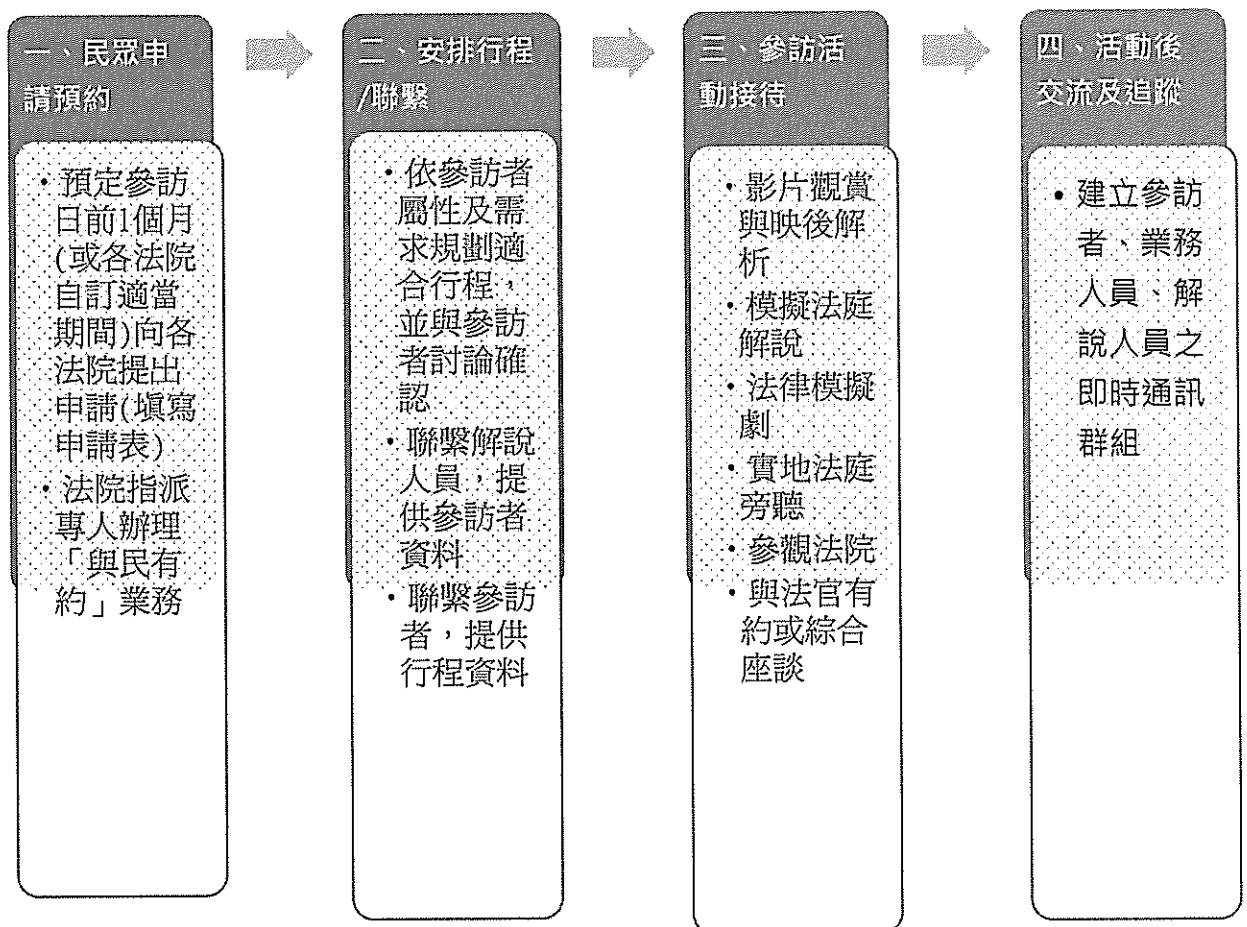 一、民眾申
請預約
・預定參訪
日前1個月
(或各法院
自訂適當
期間)向各
法院提出
申請(填寫
申請表)
・法院指派
專人辦理
「與民有
約」業務
二、安排行程
/聯繫
・依參訪者
屬性及需
求規劃適
合行程，
並與參訪
者討論確
認
・聯繫解說
人員，提
供參訪者
資料
・聯繫參訪
者，提供
行程資料
三、參訪活
動接待
・影片觀賞
與映後解
析
・模擬法庭
解說
・法律模擬
劇
・實地法庭
旁聽
・參觀法院
・與法官有
約或綜合
座談
四、活動後
交流及追蹤
・建立參訪
者、業務
人員、解
說人員之
即時通訊
群組